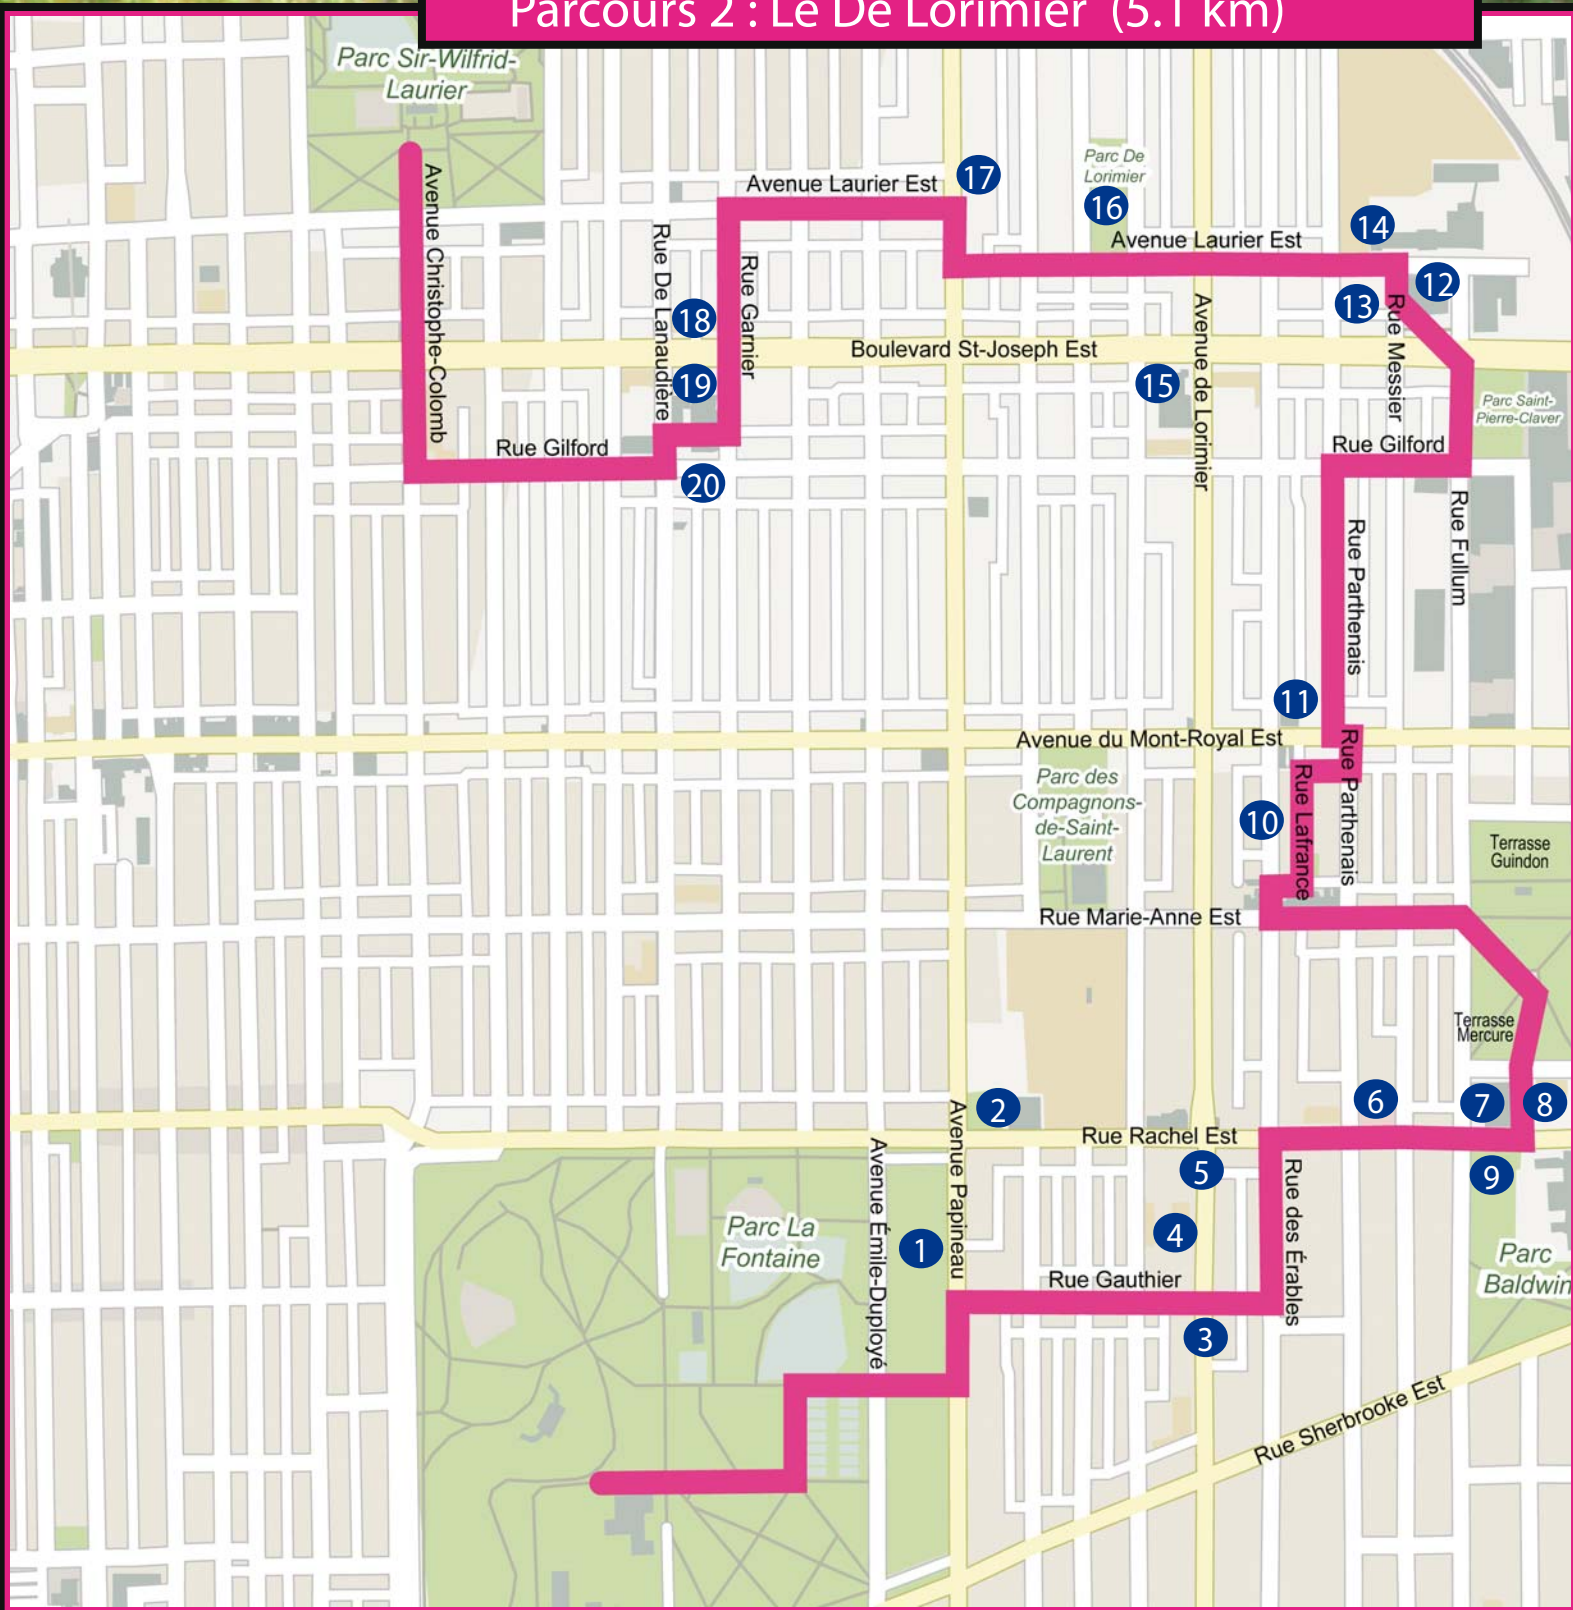 Parcours 2 : Le De Lorimier (5.1 km)
Parc Sir-Wilfrid-
Laurier
Parc De
Lorimier
17
Avenue Laurier Est
16
14
Avenue Laurier Est
Avenue Christophe-Colomb
Rue De Lanaudière
Rue Garnier
12
13
Rue Messier
18
Avenue de Lorimier
Boulevard St-Joseph Est
19
15
Parc Saint-
Pierre-Claver
Rue Gilford
Rue Gilford
20
Rue Fullum
Rue Parthenais
11
Avenue du Mont-Royal Est
Rue Parthenais
Parc des
Compagnons-
de-Saint-
Laurent
Rue Lafrance
10
Terrasse
Guindon
Rue Marie-Anne Est
Terrasse
Mercure
2
6
7
8
Rue Rachel Est
Avenue Papineau
Avenue Émile-Duployé
5
9
Rue des Érables
Parc La
Fontaine
1
4
Parc
Baldwin
Rue Gauthier
3
Rue Sherbrooke Est